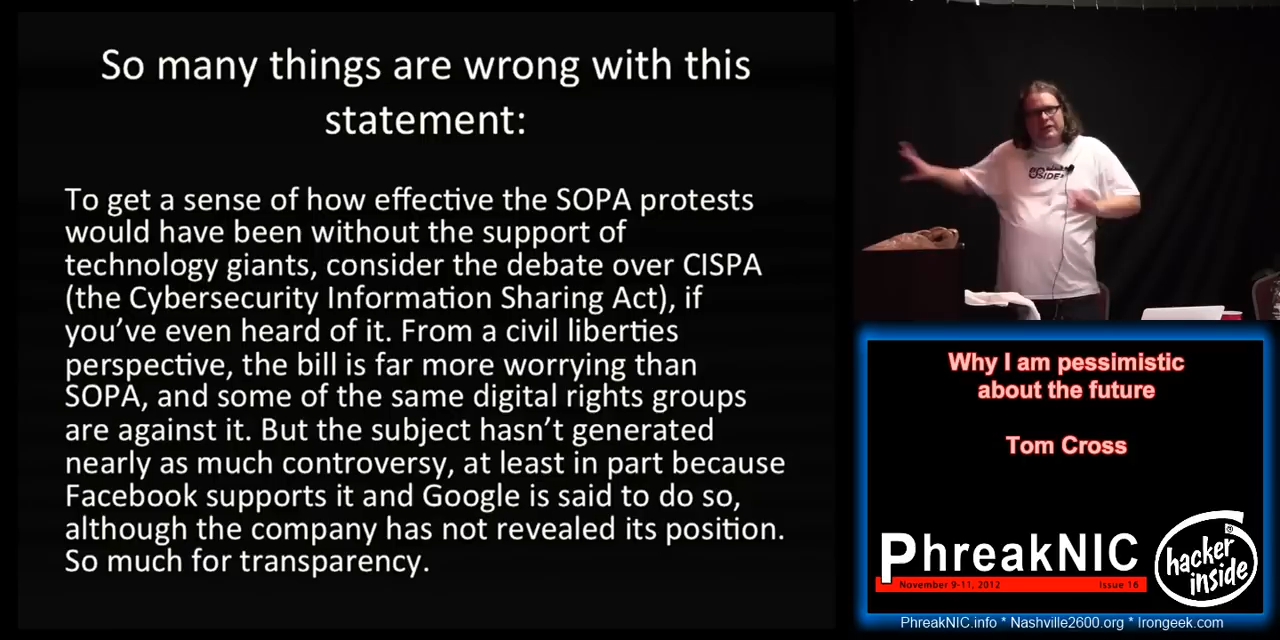 So many things are wrong with this
statement:
To get a sense of how effective the SOPA protests
would have been without the support of
technology giants, consider the debate over CISPA
(the Cybersecurity Information Sharing Act), if
you’ve even heard of it. From a civil liberties
perspective, the bill is far more worrying than
SOPA, and some of the same digital rights groups
are against it. But the subject hasn’t generated
nearly as much controversy, at least in part because
Facebook supports it and Google is said to do so,
although the company has not revealed its position.
So much for transparency.
SIDE
Why I am pessimistic
about the future
Tom Cross
PhreakNIC
November 9-11, 2012 Issue 16
hacker
inside
®
PhreakNIC.info * Nashville2600.org * Irongeek.com